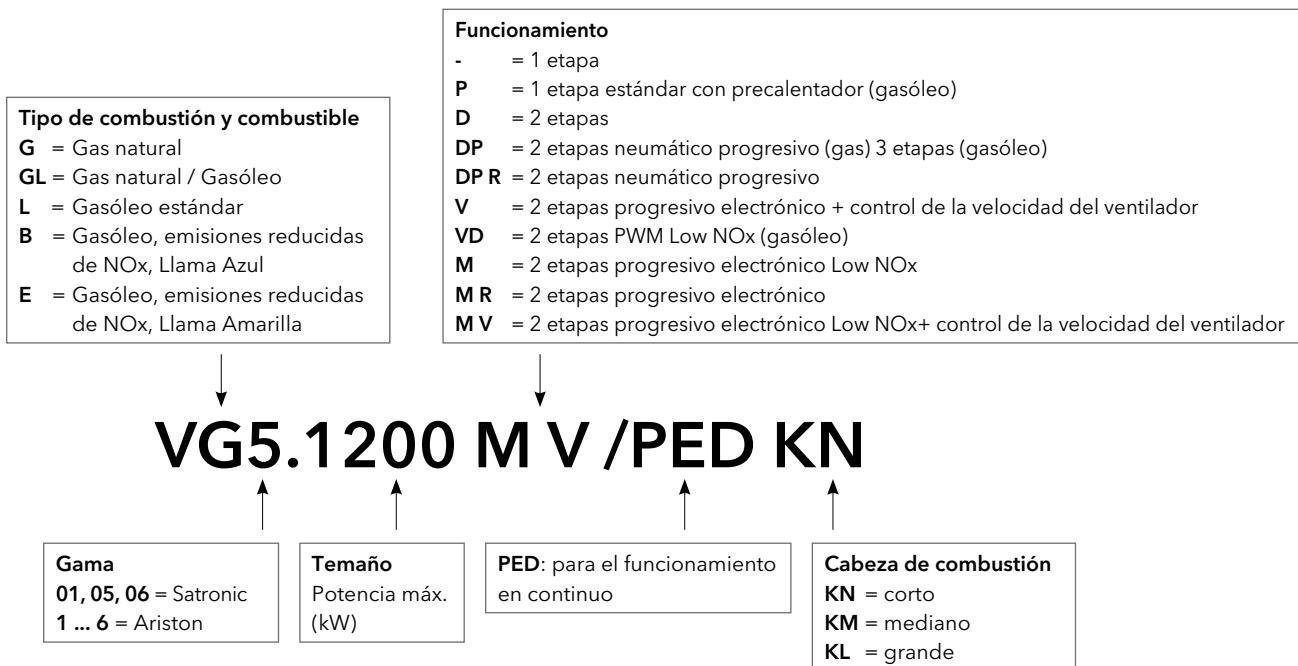 Funcionamiento
- = 1 etapa
P = 1 etapa estándar con precalentador (gasóleo)
D = 2 etapas
DP = 2 etapas neumático progresivo (gas) 3 etapas (gasóleo)
DP R = 2 etapas neumático progresivo
V = 2 etapas progresivo electrónico + control de la velocidad del ventilador
VD = 2 etapas PWM Low NOx (gasóleo)
M = 2 etapas progresivo electrónico Low NOx
M R = 2 etapas progresivo electrónico
M V = 2 etapas progresivo electrónico Low NOx+ control de la velocidad del ventilador
Tipo de combustión y combustible
G = Gas natural
GL = Gas natural / Gasóleo
L = Gasóleo estándar
B = Gasóleo, emisiones reducidas
de NOx, Llama Azul
E = Gasóleo, emisiones reducidas
de NOx, Llama Amarilla
VG5.1200 M V /PED KN
Gama
01, 05, 06 = Satronic
1 ... 6 = Ariston
Temaño
Potencia máx.
(kW)
PED: para el funcionamiento
en continuo
Cabeza de combustión
KN = corto
KM = mediano
KL = grande